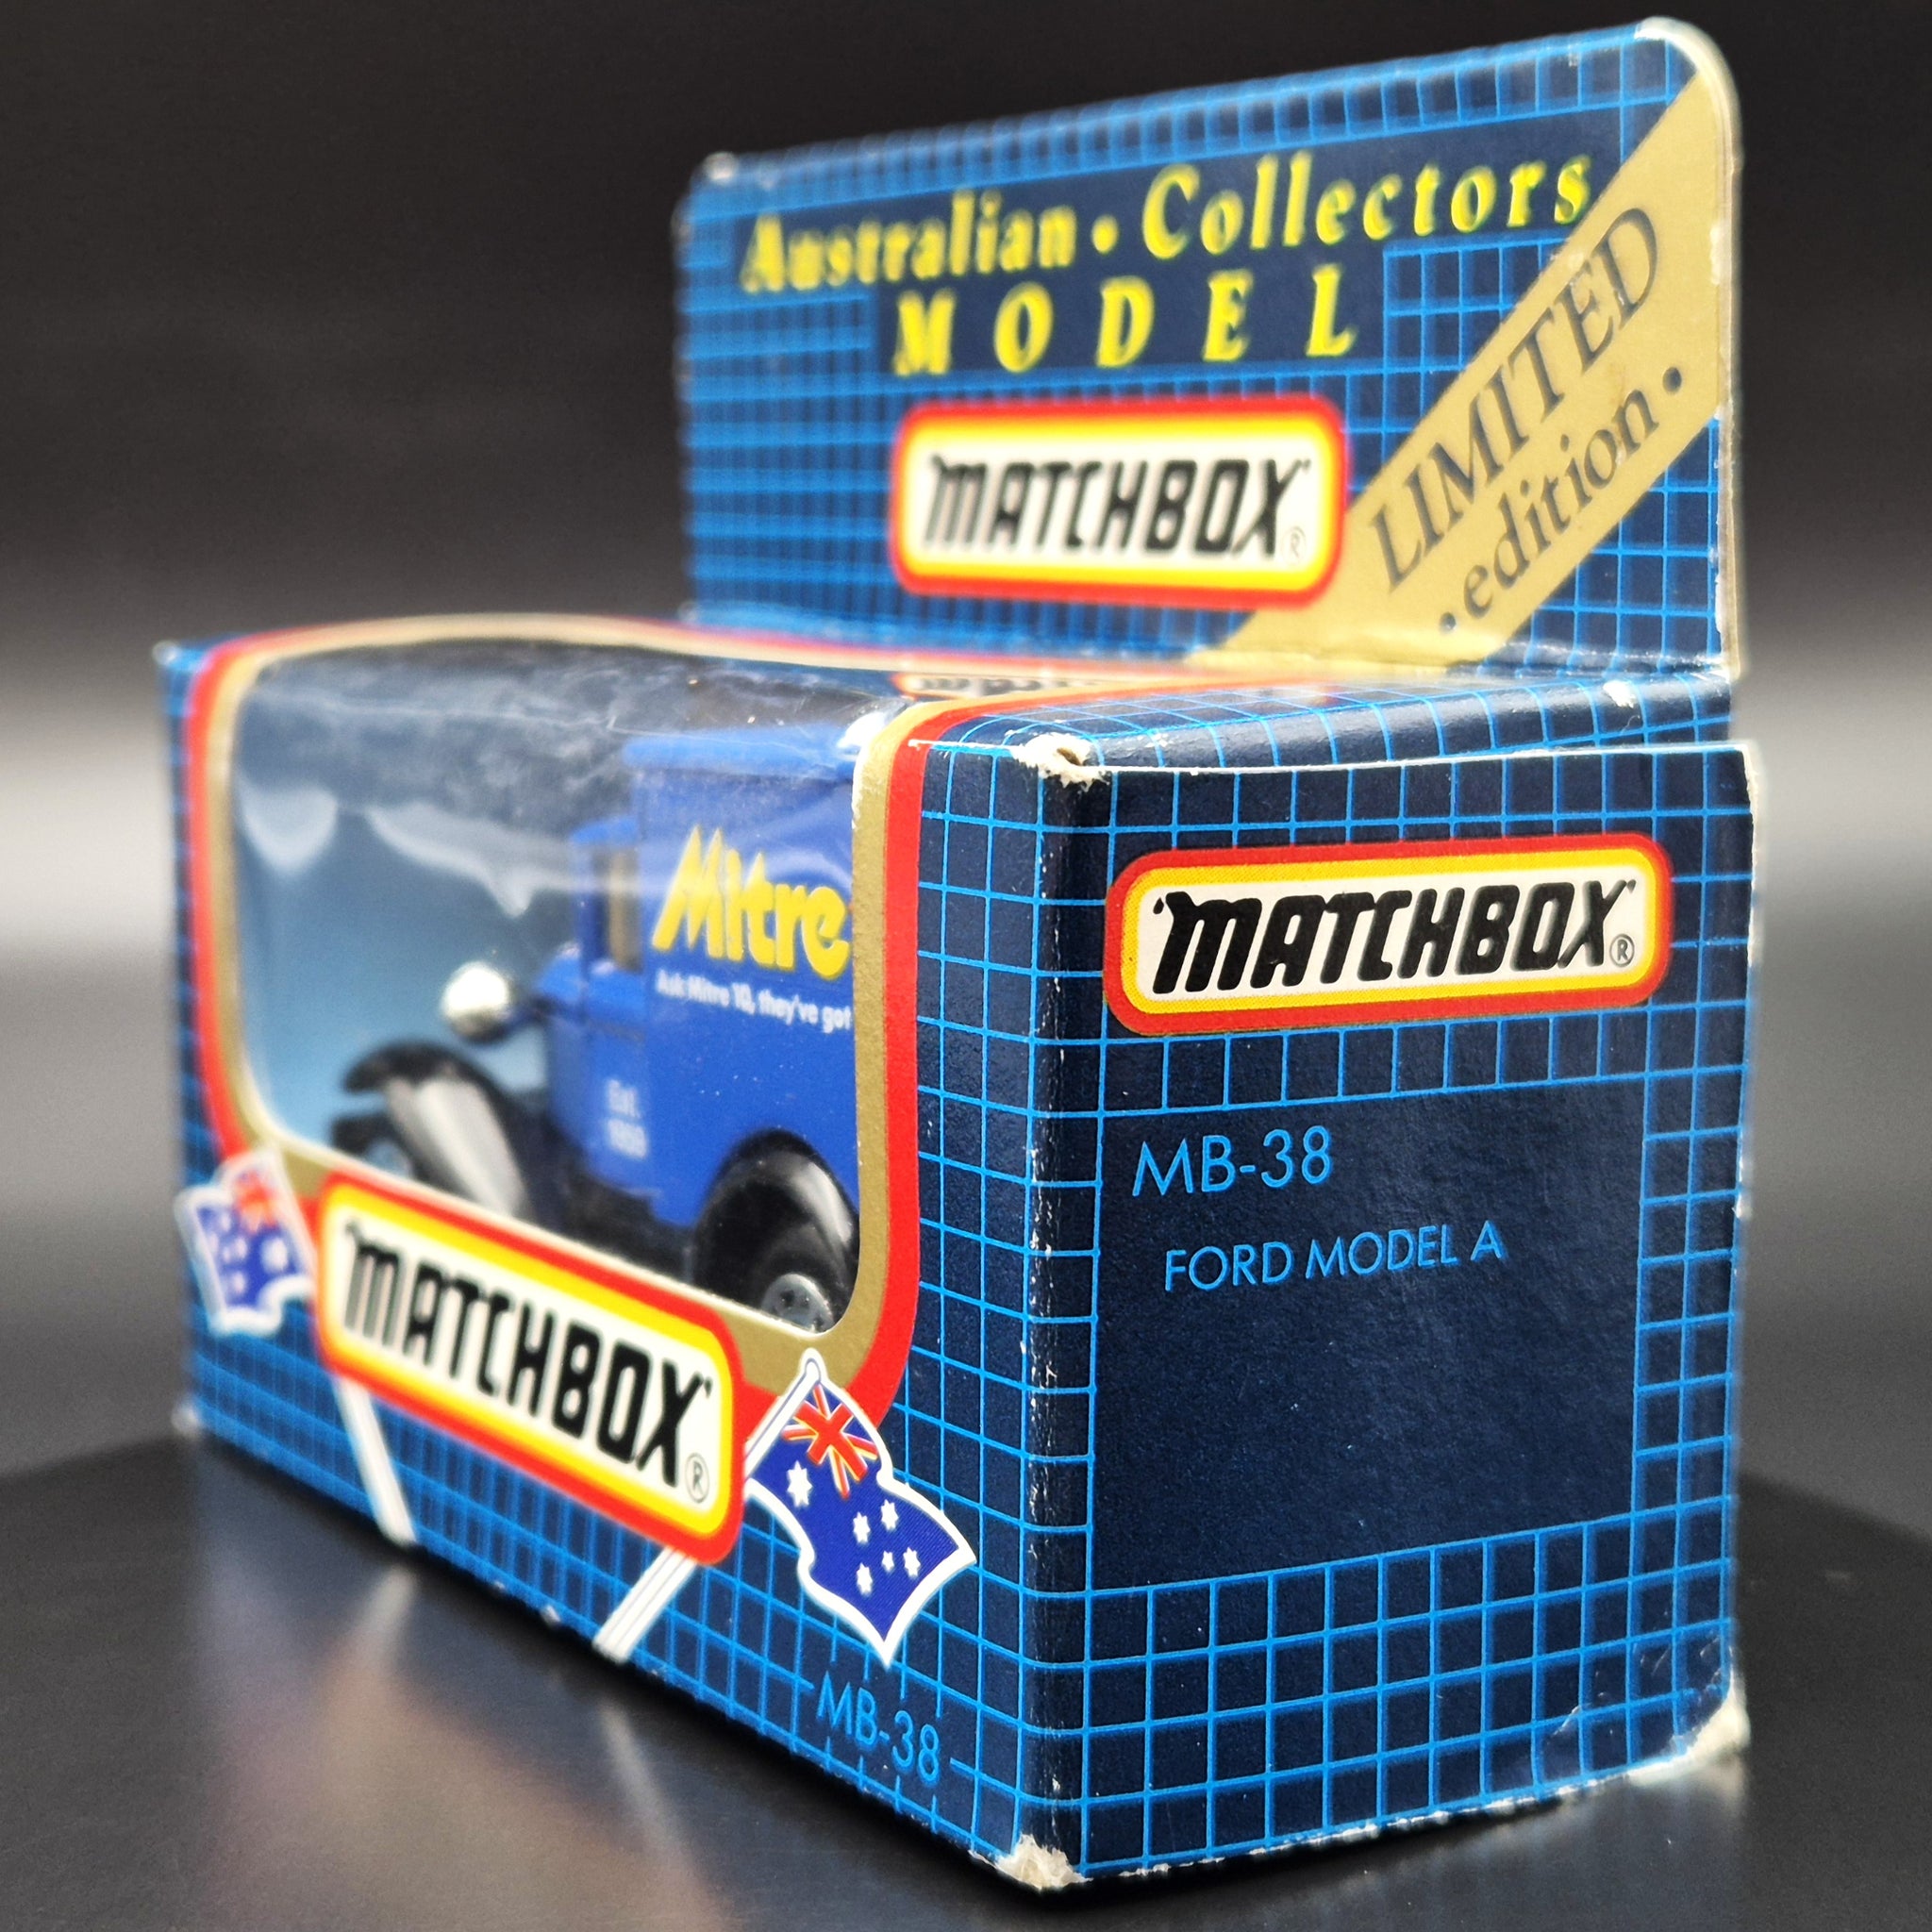 Australian • Collectors
MODEL
LIMITED
• edition •
"MATCHBOX"®
Mitre
Ask Mitre 10, they've got
Est.
"MATCHBOX"®
MB-38
FORD MODEL A
"MATCHBOX"®
MB-38